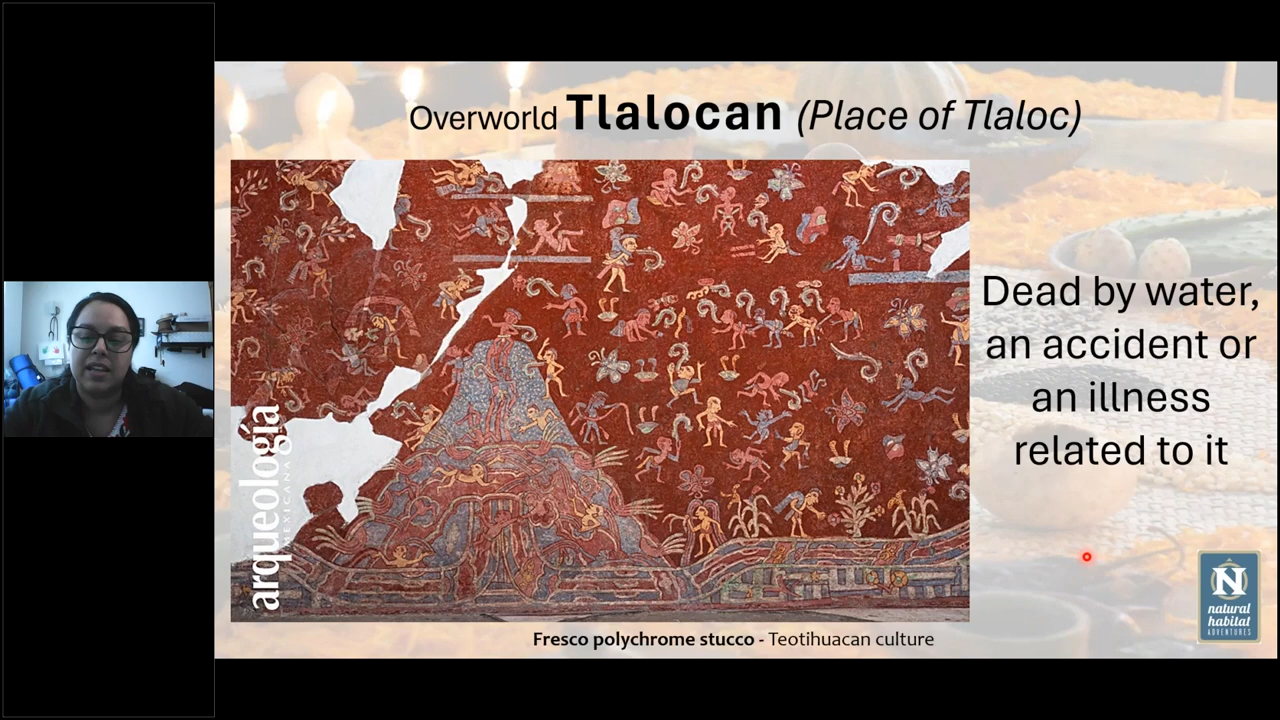 Overworld Tlalocan (Place of Tlaloc)
arqueología
MEXICANA
Dead by water,
an accident or
an illness
related to it
Fresco polychrome stucco - Teotihuacan culture
N
natural
habitat
ADVENTURES